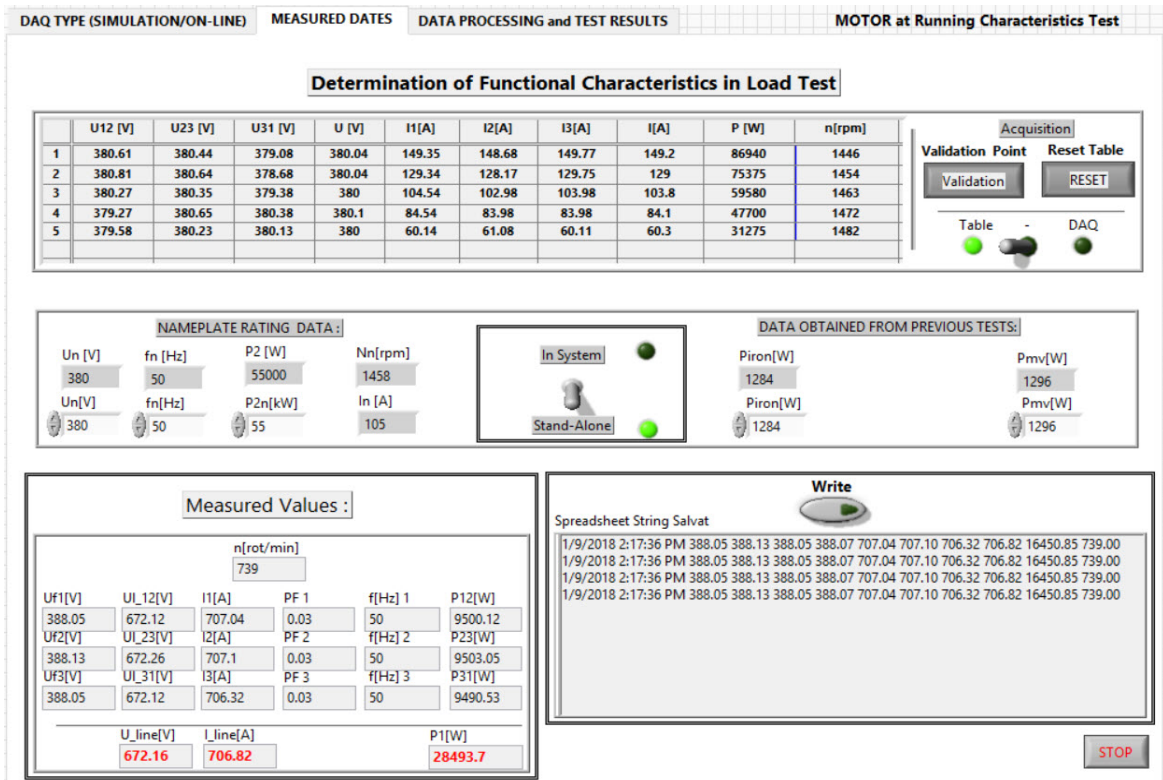 DAQ TYPE (SIMULATION/ON-LINE) MEASURED DATES DATA PROCESSING and TEST RESULTS MOTOR at Running Characteristics Test
Determination of Functional Characteristics in Load Test
U12 [V] U23 [V] U31 [V] U [V] I1[A] I2[A] I3[A] I[A] P [W] n[rpm]
1 380.61 380.44 379.08 380.04 149.35 148.68 149.77 149.2 86940 1446
2 380.81 380.64 378.68 380.04 129.34 128.17 129.75 129 75375 1454
3 380.27 380.35 379.38 380 104.54 102.98 103.98 103.8 59580 1463
4 379.27 380.65 380.38 380.1 84.54 83.98 83.98 84.1 47700 1472
5 379.58 380.23 380.13 380 60.14 61.08 60.11 60.3 31275 1482
Acquisition
Validation Point Reset Table
Validation RESET
Table - DAQ
NAMEPLATE RATING DATA :
Un [V] fn [Hz] P2 [W] Nn[rpm]
380 50 55000 1458
Un[V] fn[Hz] P2n[kW] In [A]
380 50 55 105
In System
Stand-Alone
DATA OBTAINED FROM PREVIOUS TESTS:
Piron[W] Pmv[W]
1284 1296
Piron[W] Pmv[W]
1284 1296
Measured Values :
n[rot/min]
739
Uf1[V] Ul_12[V] I1[A] PF 1 f[Hz] 1 P12[W]
388.05 672.12 707.04 0.03 50 9500.12
Uf2[V] Ul_23[V] I2[A] PF 2 f[Hz] 2 P23[W]
388.13 672.26 707.1 0.03 50 9503.05
Uf3[V] Ul_31[V] I3[A] PF 3 f[Hz] 3 P31[W]
388.05 672.12 706.32 0.03 50 9490.53
U_line[V] I_line[A] P1[W]
672.16 706.82 28493.7
Write
Spreadsheet String Salvat
1/9/2018 2:17:36 PM 388.05 388.13 388.05 388.07 707.04 707.10 706.32 706.82 16450.85 739.00
1/9/2018 2:17:36 PM 388.05 388.13 388.05 388.07 707.04 707.10 706.32 706.82 16450.85 739.00
1/9/2018 2:17:36 PM 388.05 388.13 388.05 388.07 707.04 707.10 706.32 706.82 16450.85 739.00
1/9/2018 2:17:36 PM 388.05 388.13 388.05 388.07 707.04 707.10 706.32 706.82 16450.85 739.00
STOP